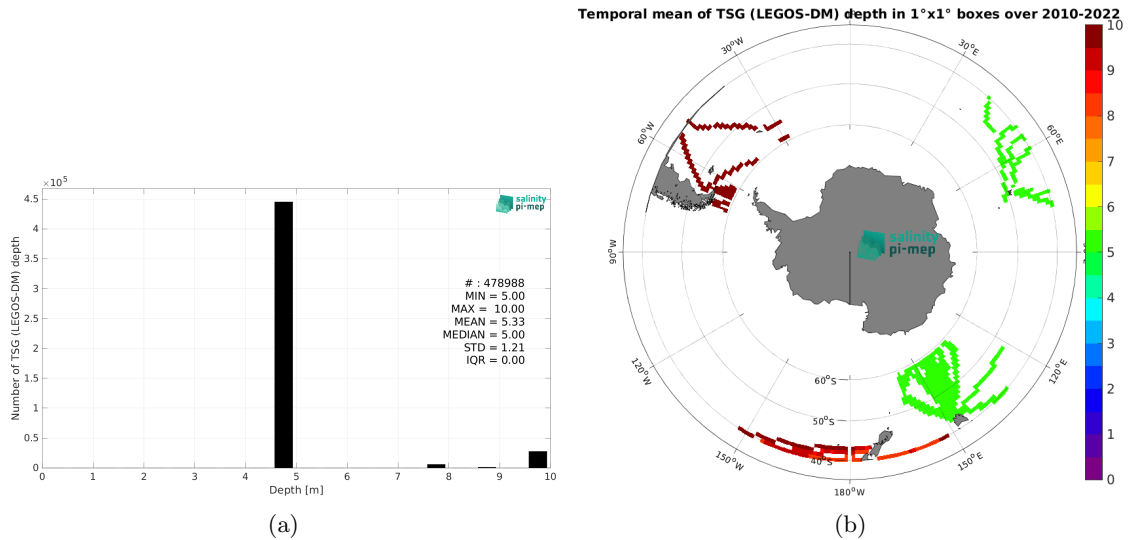 Temporal mean of TSG (LEGOS-DM) depth in 1°x1° boxes over 2010-2022
×10⁵
4.5
4
3.5
3
2.5
2
1.5
1
0.5
0
Number of TSG (LEGOS-DM) depth
0 1 2 3 4 5 6 7 8 9 10
Depth [m]
salinity
pi-mep
# : 478988
MIN = 5.00
MAX = 10.00
MEAN = 5.33
MEDIAN = 5.00
STD = 1.21
IQR = 0.00
(a)
30°W
30°E
60°W
60°E
90°W
salinity
pi-mep
120°W
120°E
60°S
50°S
40°S
150°W
150°E
180°W
10
9
8
7
6
5
4
3
2
1
0
(b)